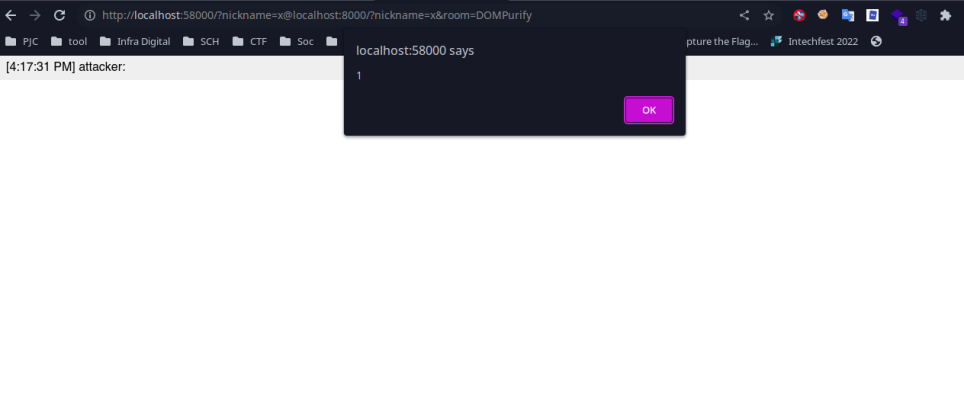 http://localhost:58000/?nickname=x@localhost:8000/?nickname=x&room=DOMPurify
4
PJC tool Infra Digital SCH CTF Soc pture the Flag... Intechfest 2022
localhost:58000 says
1
OK
[4:17:31 PM] attacker: